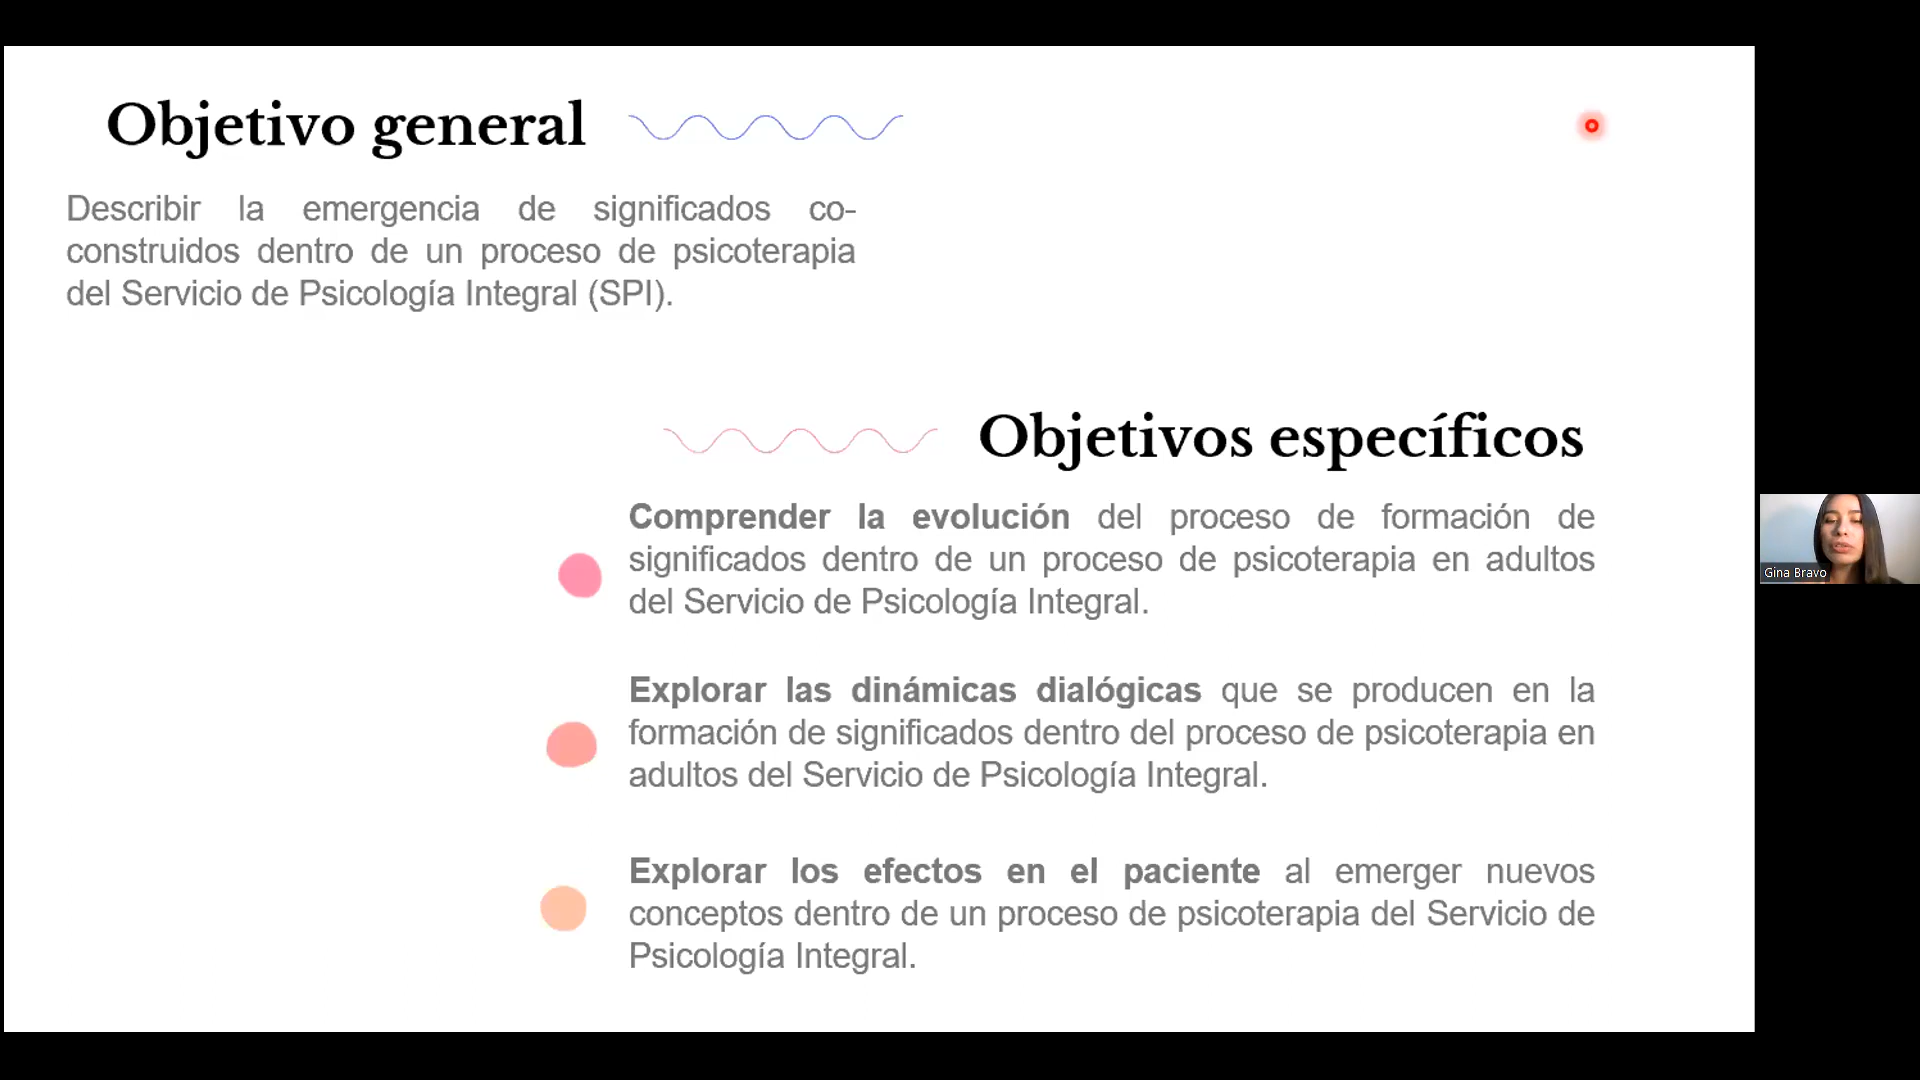 Objetivo general
Describir la emergencia de significados co-
construidos dentro de un proceso de psicoterapia
del Servicio de Psicología Integral (SPI).
Objetivos específicos
Comprender la evolución del proceso de formación de
significados dentro de un proceso de psicoterapia en adultos
del Servicio de Psicología Integral.
Explorar las dinámicas dialógicas que se producen en la
formación de significados dentro del proceso de psicoterapia en
adultos del Servicio de Psicología Integral.
Explorar los efectos en el paciente al emerger nuevos
conceptos dentro de un proceso de psicoterapia del Servicio de
Psicología Integral.
Gina Bravo